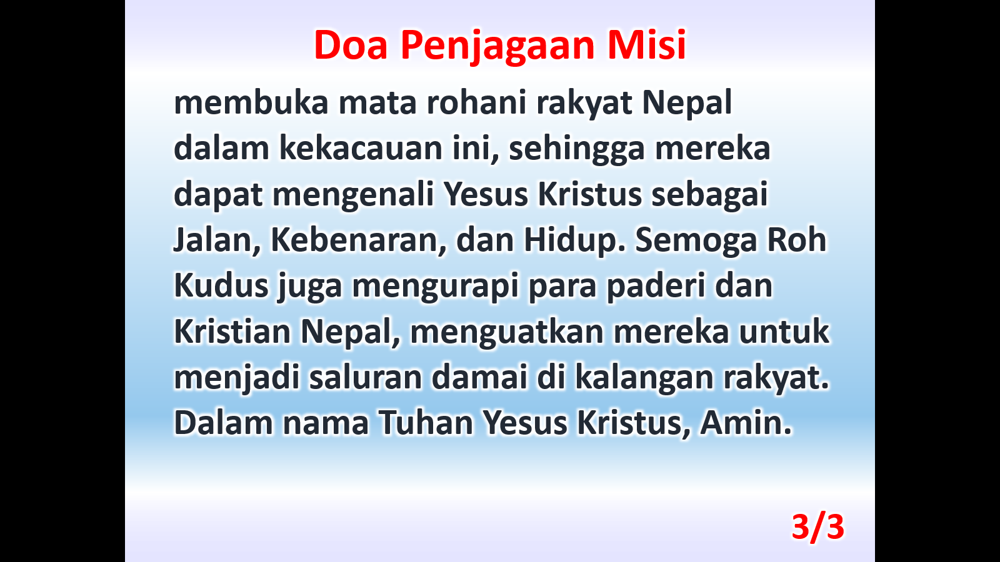 Doa Penjagaan Misi
membuka mata rohani rakyat Nepal
dalam kekacauan ini, sehingga mereka
dapat mengenali Yesus Kristus sebagai
Jalan, Kebenaran, dan Hidup. Semoga Roh
Kudus juga mengurapi para paderi dan
Kristian Nepal, menguatkan mereka untuk
menjadi saluran damai di kalangan rakyat.
Dalam nama Tuhan Yesus Kristus, Amin.
3/3